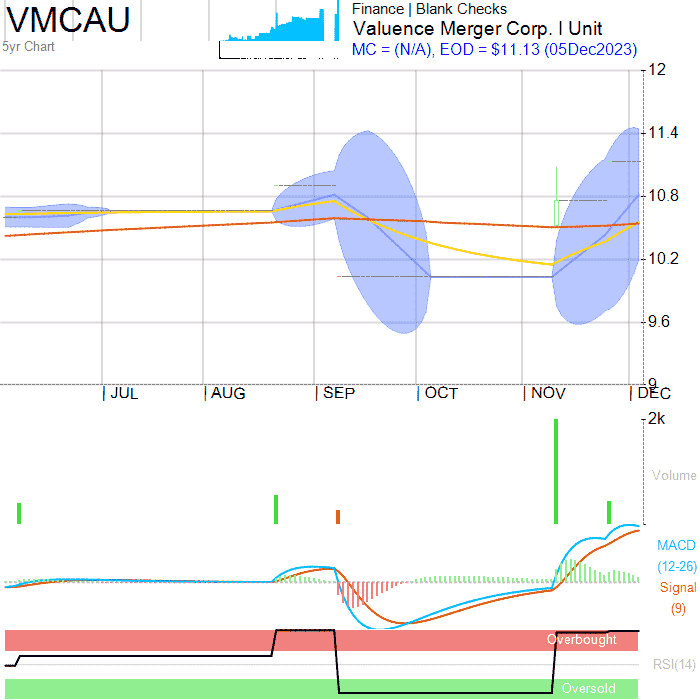 VMCAU
5yr Chart
Finance | Blank Checks
Valuence Merger Corp. I Unit
MC = (N/A), EOD = $11.13 (05Dec2023)
12
11.4
10.8
10.2
9.6
9
JUL AUG SEP OCT NOV DEC
2k
Volume
MACD
(12-26)
Signal
(9)
Overbought
RSI(14)
Oversold